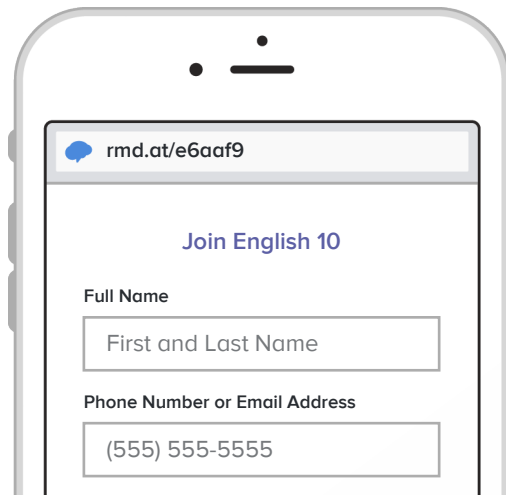 rmd.at/e6aaf9
Join English 10
Full Name
First and Last Name
Phone Number or Email Address
(555) 555-5555